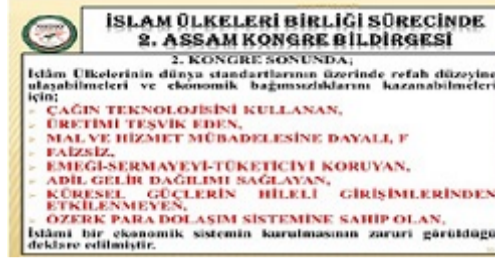 İSLAM ÜLKELERİ BİRLİĞİ SÜRECİNDE
2. ASSAM KONGRE BİLDİRGESİ
2. KONGRE SONUNDA;
İslâm Ülkelerinin dünya standartlarının üzerinde refah düzeyine
ulaşabilmeleri ve ekonomik bağımsızlıklarını kazanabilmeleri
için;
- ÇAĞIN TEKNOLOJİSİNİ KULLANAN,
- ÜRETİMİ TEŞVİK EDEN,
- MAL VE HİZMET MÜBADELESİNE DAYALI, F
- FAİZSİZ,
- EMEĞİ-SERMAYEYİ-TÜKETİCİYİ KORUYAN,
- ADİL GELİR DAĞILIMI SAĞLAYAN,
- KÜRESEL GÜÇLERİN HİLELİ GİRİŞİMLERİNDEN
ETKİLENMEYEN,
- ÖZERK PARA DOLAŞIM SİSTEMİNE SAHİP OLAN,
İslâmi bir ekonomik sistemin kurulmasının zaruri görüldüğü
deklare edilmiştir.